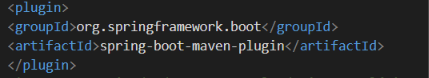 <plugin>
<groupId>org.springframework.boot</groupId>
<artifactId>spring-boot-maven-plugin</artifactId>
</plugin>